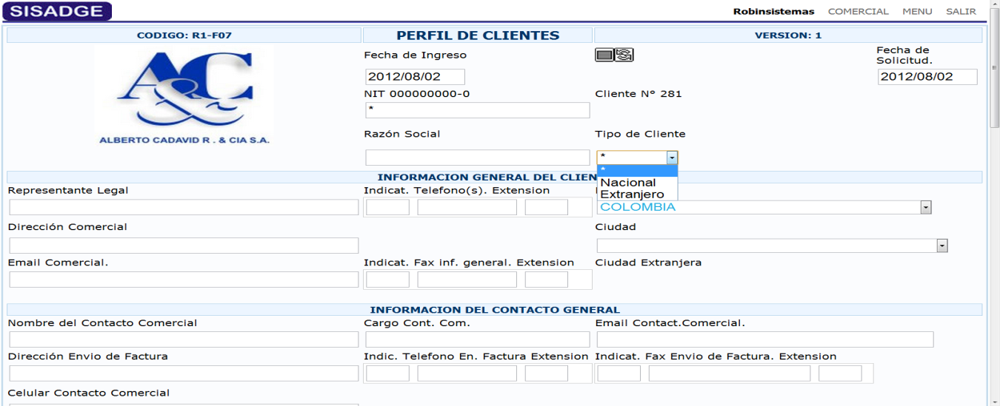 SISADGE
Robinsistemas COMERCIAL MENU SALIR
CODIGO: R1-F07 PERFIL DE CLIENTES VERSION: 1
Fecha de Ingreso Fecha de
Solicitud.
2012/08/02 2012/08/02
NIT 000000000-0 Cliente N° 281
*
A&C
ALBERTO CADAVID R . & CIA S.A.
Razón Social Tipo de Cliente
*
*
Nacional
Extranjero
INFORMACION GENERAL DEL CLIEN
Representante Legal Indicat. Telefono(s). Extension
COLOMBIA
Dirección Comercial Ciudad
Email Comercial. Indicat. Fax inf. general. Extension Ciudad Extranjera
INFORMACION DEL CONTACTO GENERAL
Nombre del Contacto Comercial Cargo Cont. Com. Email Contact.Comercial.
Dirección Envio de Factura Indic. Telefono En. Factura Extension Indicat. Fax Envio de Factura. Extension
Celular Contacto Comercial